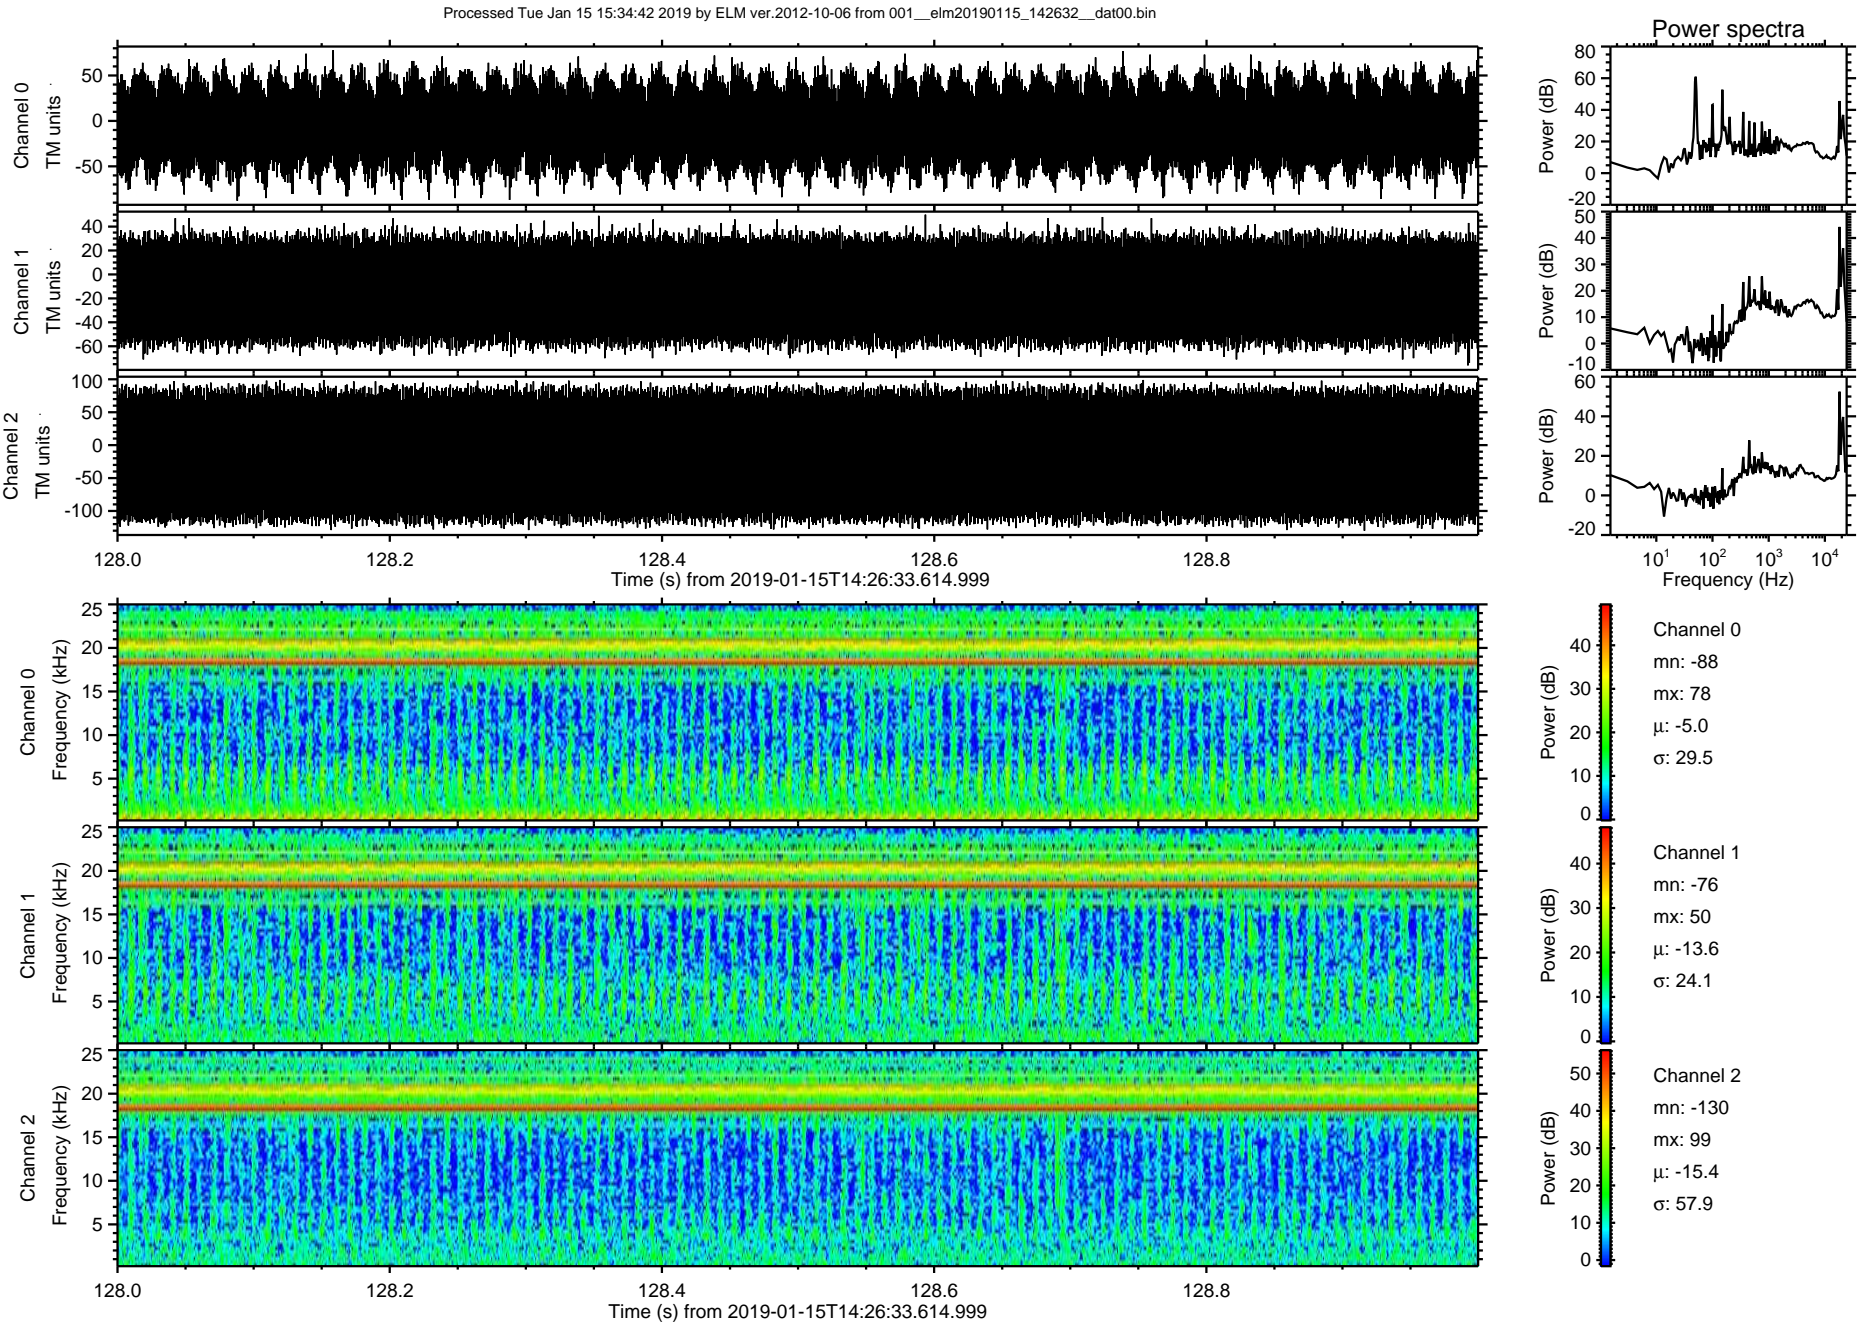 Processed Tue Jan 15 15:34:42 2019 by ELM ver.2012-10-06 from 001__elm20190115_142632__dat00.bin
Power spectra
Channel 0
TM units
50
0
-50
Power (dB)
80
60
40
20
0
-20
Channel 1
TM units
40
20
0
-20
-40
-60
Power (dB)
50
40
30
20
10
0
-10
Channel 2
TM units
100
50
0
-50
-100
Power (dB)
60
40
20
0
-20
128.0 128.2 128.4 128.6 128.8
Time (s) from 2019-01-15T14:26:33.614.999
10^1 10^2 10^3 10^4
Frequency (Hz)
Channel 0
Frequency (kHz)
25
20
15
10
5
Power (dB)
40
30
20
10
0
Channel 0
mn: -88
mx: 78
μ: -5.0
σ: 29.5
Channel 1
Frequency (kHz)
25
20
15
10
5
Power (dB)
40
30
20
10
0
Channel 1
mn: -76
mx: 50
μ: -13.6
σ: 24.1
Channel 2
Frequency (kHz)
25
20
15
10
5
Power (dB)
50
40
30
20
10
0
Channel 2
mn: -130
mx: 99
μ: -15.4
σ: 57.9
128.0 128.2 128.4 128.6 128.8
Time (s) from 2019-01-15T14:26:33.614.999